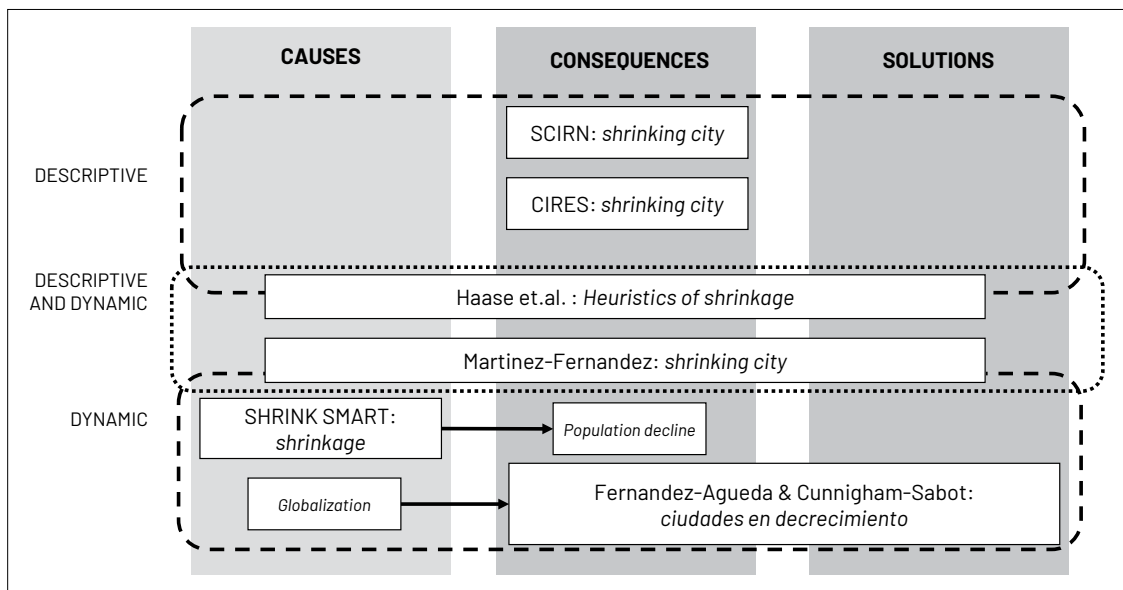 CAUSES
CONSEQUENCES
SOLUTIONS
DESCRIPTIVE
SCIRN: shrinking city
CIRES: shrinking city
DESCRIPTIVE
AND DYNAMIC
Haase et.al. : Heuristics of shrinkage
Martinez-Fernandez: shrinking city
DYNAMIC
SHRINK SMART:
shrinkage
Population decline
Globalization
Fernandez-Agueda & Cunnigham-Sabot:
ciudades en decrecimiento